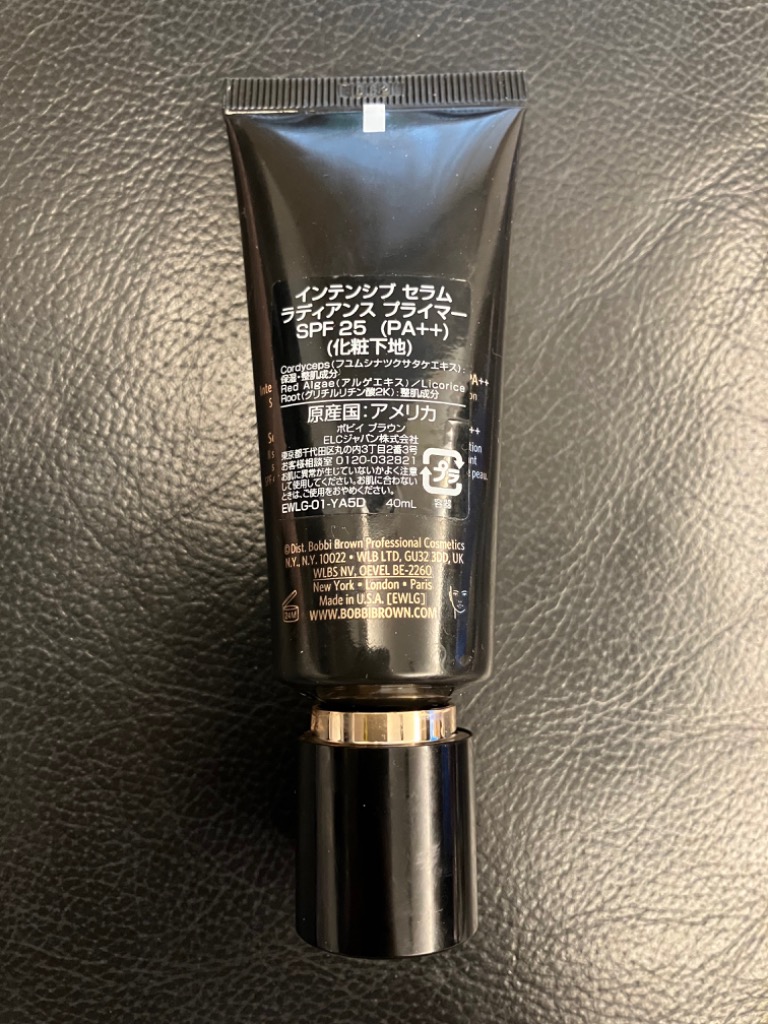 インテンシブ セラム
ラディアンス プライマー
SPF 25 (PA++)
(化粧下地)
Cordyceps(フユムシナツクサタケエキス):
保湿・整肌成分
Red Algae(アルゲエキス)/Licorice
Root(グリチルリチン酸2K):整肌成分
原産国:アメリカ
ボビイ ブラウン
ELCジャパン株式会社
東京都千代田区丸の内3丁目2番3号
お客様相談室 0120-032821
お肌に異常が生じていないかよく注意
して使用してください。お肌に合わない
ときは、ご使用をおやめください。
EWLG-01-YA5D 40mL
プラ
容器
Inte
S
PA++
++
peau.
©Dist. Bobbi Brown Professional Cosmetics
N.Y., N.Y. 10022 • WLB LTD, GU32 3DD, UK
WLBS NV, OEVEL BE-2260
New York • London • Paris
Made in U.S.A. [EWLG]
WWW.BOBBIBROWN.COM
24M